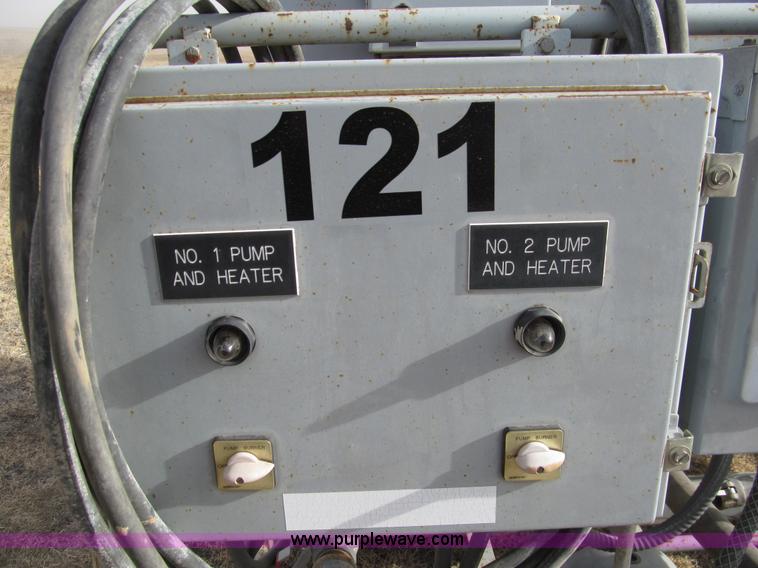 121
NO. 1 PUMP
AND HEATER
NO. 2 PUMP
AND HEATER
PUMP BURNER
PUMP BURNER
www.purplewave.com